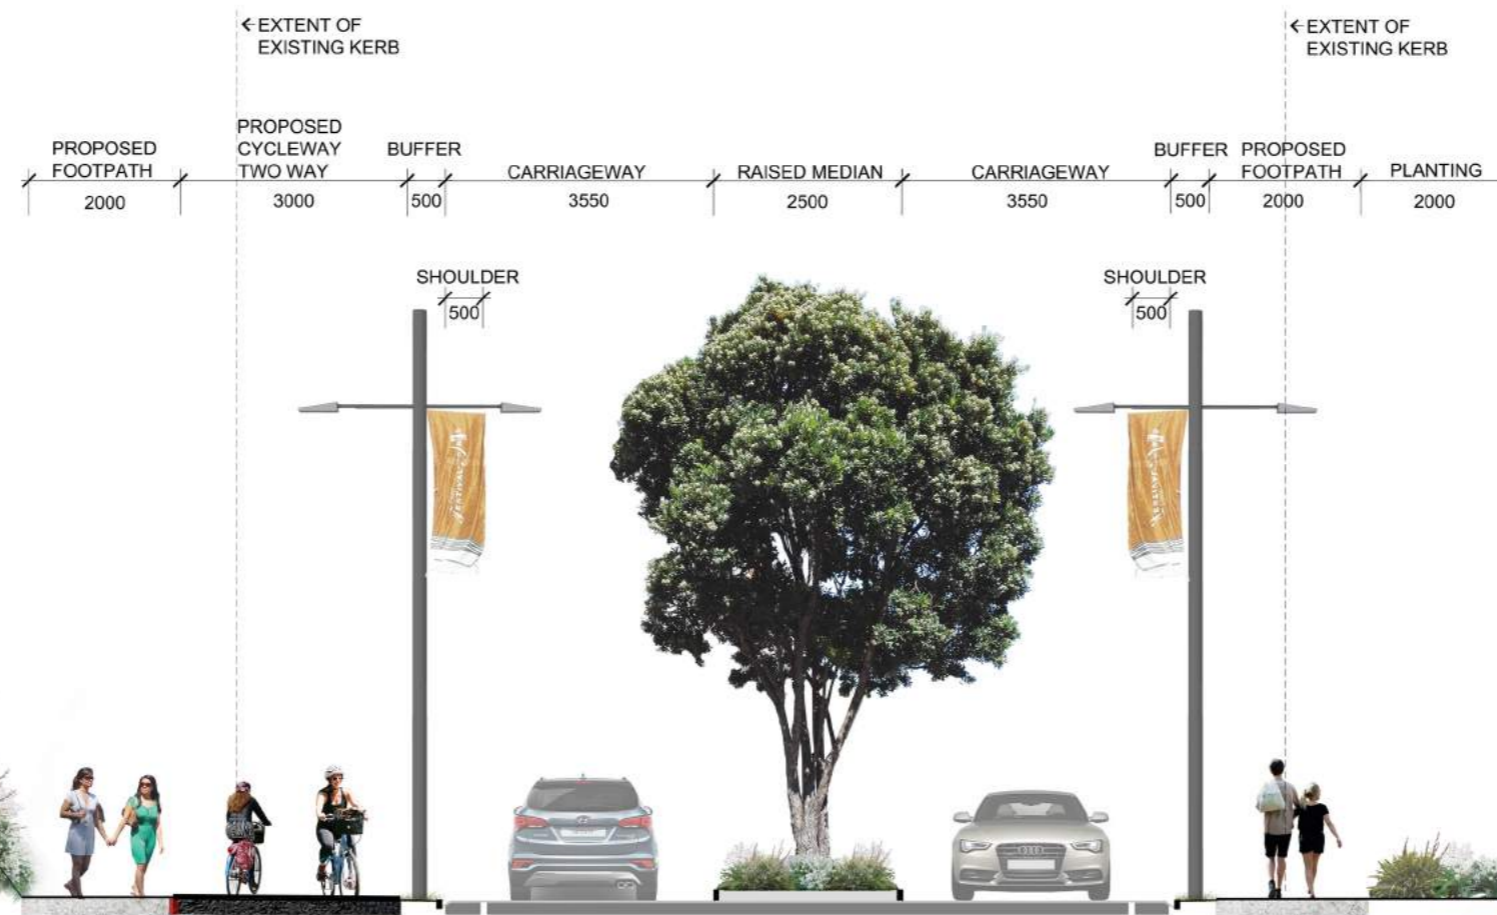 ←EXTENT OF
EXISTING KERB
←EXTENT OF
EXISTING KERB
PROPOSED
FOOTPATH
2000
PROPOSED
CYCLEWAY
TWO WAY
3000
BUFFER
500
CARRIAGEWAY
3550
RAISED MEDIAN
2500
CARRIAGEWAY
3550
BUFFER
500
PROPOSED
FOOTPATH
2000
PLANTING
2000
SHOULDER
500
SHOULDER
500